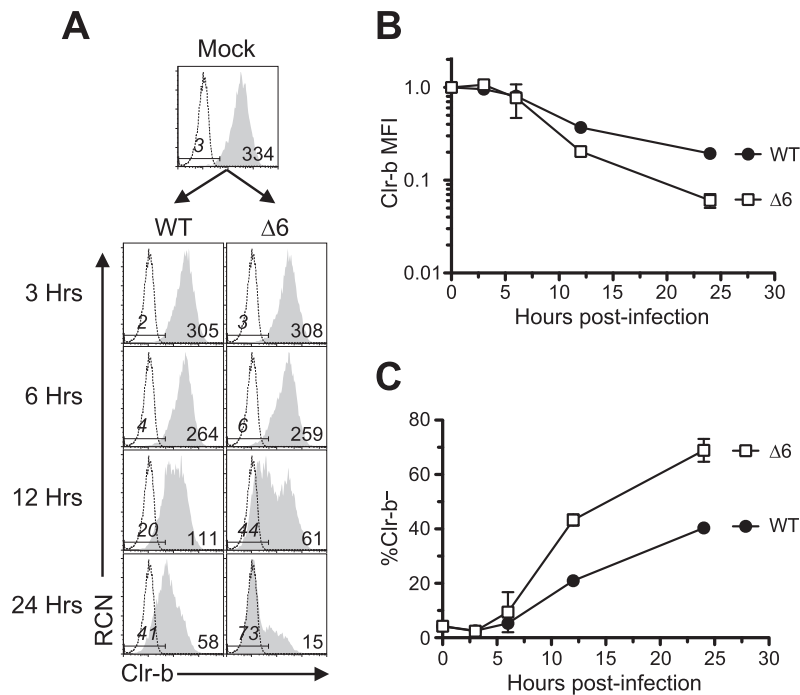 A
Mock
3
334
WT
Δ6
3 Hrs
2
305
3
308
6 Hrs
4
264
6
259
12 Hrs
20
111
44
61
24 Hrs
41
58
73
15
RCN
Clr-b
B
Clr-b MFI
1.0
0.1
0.01
0 5 10 15 20 25 30
Hours post-infection
WT
Δ6
C
%Clr-b–
80
60
40
20
0
0 5 10 15 20 25 30
Hours post-infection
Δ6
WT